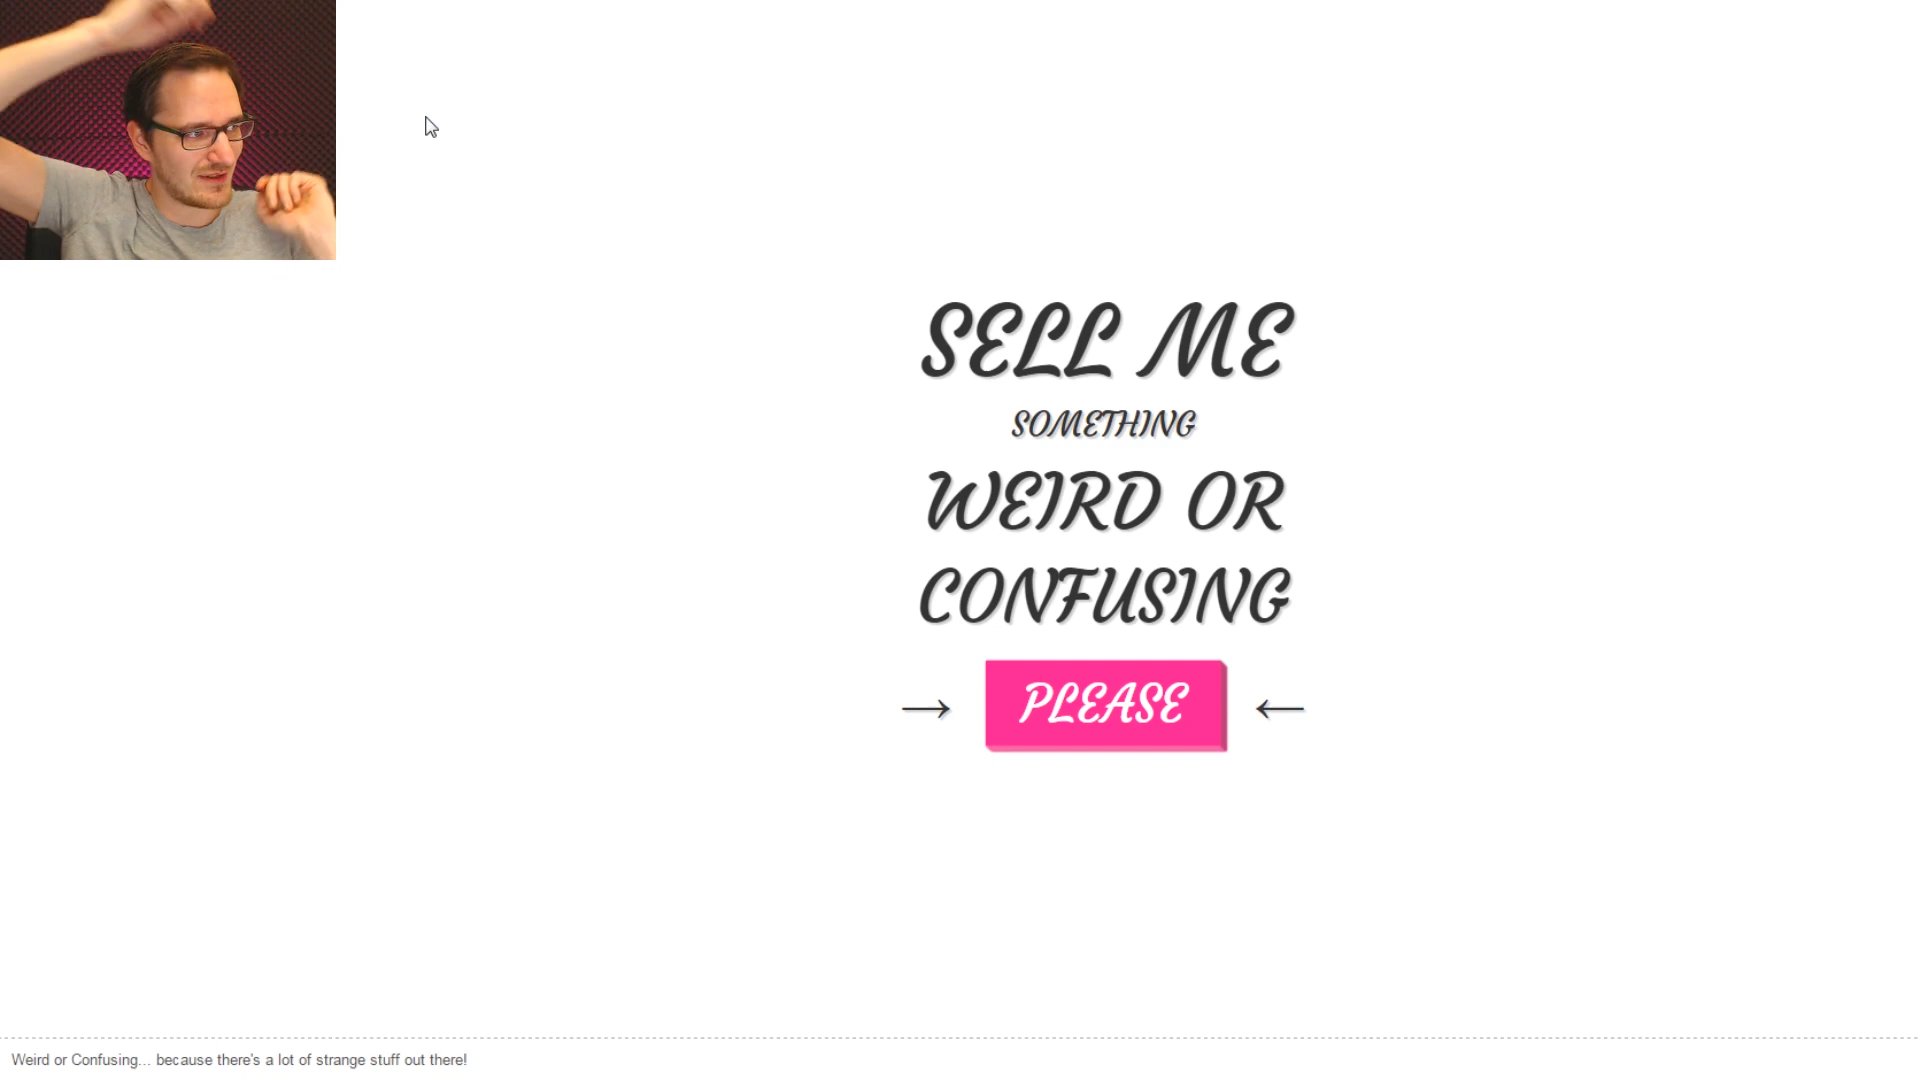 SELL ME
SOMETHING
WEIRD OR
CONFUSING
→ PLEASE ←
Weird or Confusing... because there's a lot of strange stuff out there!